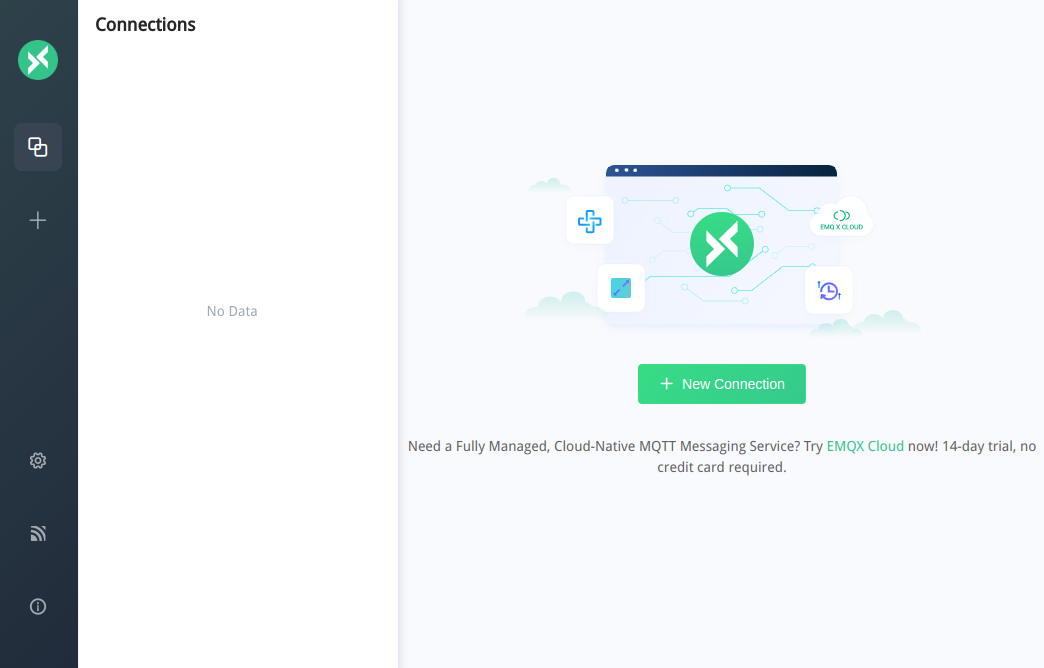 Connections
No Data
EMQ X CLOUD
New Connection
Need a Fully Managed, Cloud-Native MQTT Messaging Service? Try EMQX Cloud now! 14-day trial, no
credit card required.